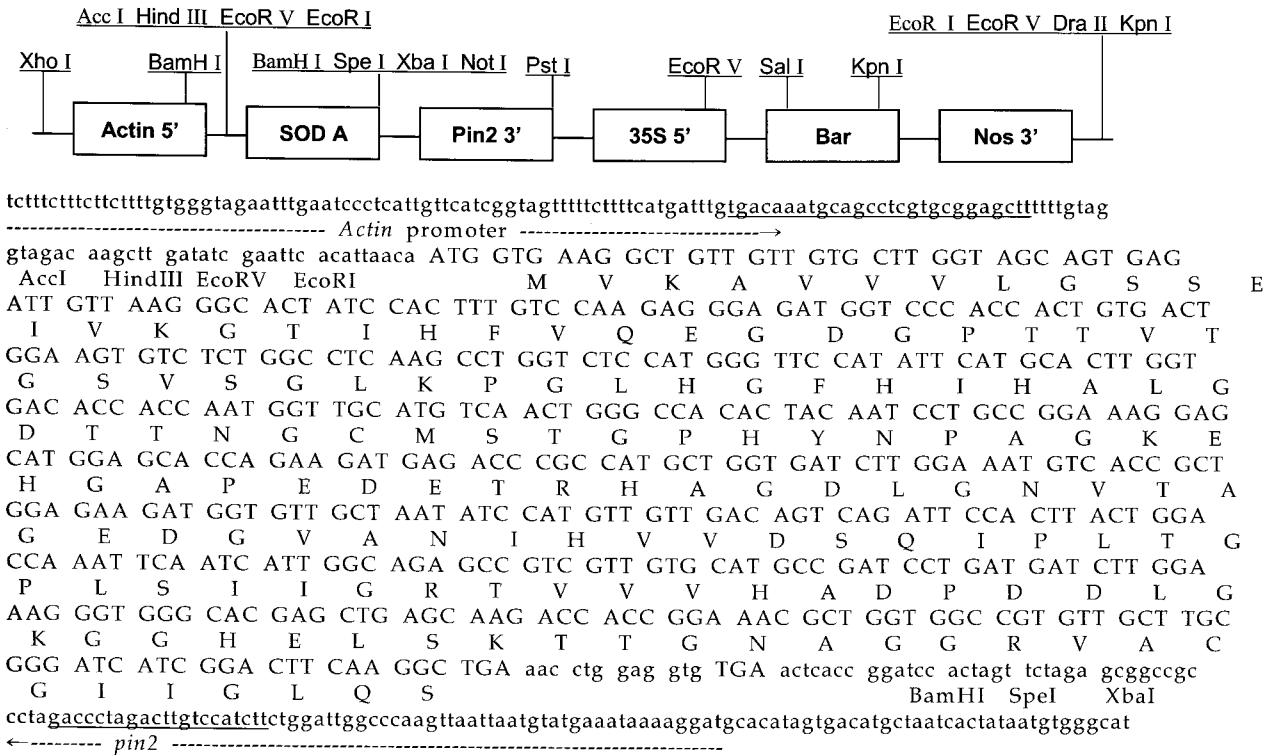 Acc I Hind III EcoR V EcoR I
EcoR I EcoR V Dra II Kpn I
Xho I BamH I BamH I Spe I Xba I Not I Pst I EcoR V Sal I Kpn I
Actin 5' SOD A Pin2 3' 35S 5' Bar Nos 3'
tctttctttcttcttttgtgggtagaatttgaatccctcattgttcatcggtagtttttcttttcatgatttgtgacaaatgcagcctcgtgcggagcttttttgtag
-------------------------------- Actin promoter --------------------------→
gtagac aagctt gatatc gaattc acattaaca ATG GTG AAG GCT GTT GTG CTT GGT AGC AGT GAG
AccI HindIII EcoRV EcoRI M V K A V V V L G S S E
ATT GTT AAG GGC ACT ATC CAC TTT GTC CAA GAG GGA GAT GGT CCC ACC ACT GTG ACT
I V K G T I H F V Q E G D G P T T V T
GGA AGT GTC TCT GGC CTC AAG CCT GGT CTC CAT GGG TTC CAT ATT CAT GCA CTT GGT
G S V S G L K P G L H G F H I H A L G
GAC ACC ACC AAT GGT TGC ATG TCA ACT GGG CCA CAC TAC AAT CCT GCC GGA AAG GAG
D T T N G C M S T G P H Y N P A G K E
CAT GGA GCA CCA GAA GAT GAG ACC CGC CAT GCT GGT GAT CTT GGA AAT GTC ACC GCT
H G A P E D E T R H A G D L G N V T A
GGA GAA GAT GGT GTT GCT AAT ATC CAT GTT GTT GAC AGT CAG ATT CCA CTT ACT GGA
G E D G V A N I H V V D S Q I P L T G
CCA AAT TCA ATC ATT GGC AGA GCC GTC GTT GTG CAT GCC GAT CCT GAT GAT CTT GGA
P L S I I G R T V V V H A D P D D L G
AAG GGT GGG CAC GAG CTG AGC AAG ACC ACC GGA AAC GCT GGT GGC CGT GTT GCT TGC
K G G H E L S K T T G N A G G R V A C
GGG ATC ATC GGA CTT CAA GGC TGA aac ctg gag gtg TGA actcacc ggatcc actagt tctaga gcggccgc
G I I G L Q S BamHI SpeI XbaI
cctagaccctagacttgtccatcttctggattggcccaagttaattaatgtatgaaataaaaggatgcacatagtgacatgctaatcactataatgtgggcat
←--------- pin2 --------------------------------------------------------